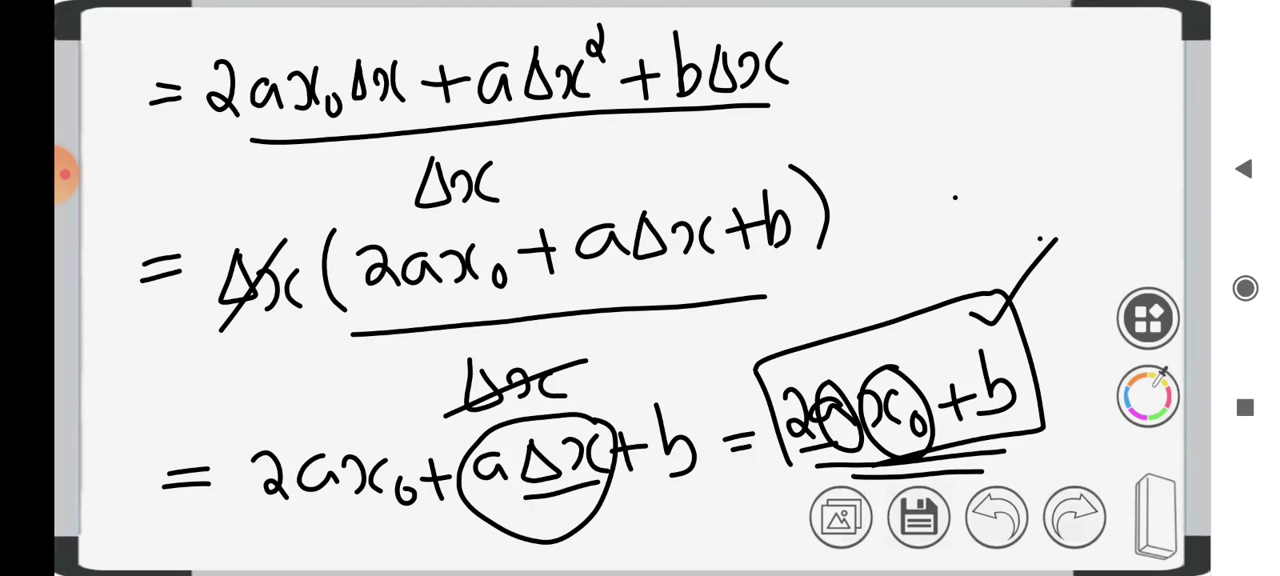 = 2ax₀Δx + aΔx² + bΔx
Δx
= Δx(2ax₀ + aΔx + b)
Δx
= 2ax₀ + aΔx + b = 2ax₀ + b